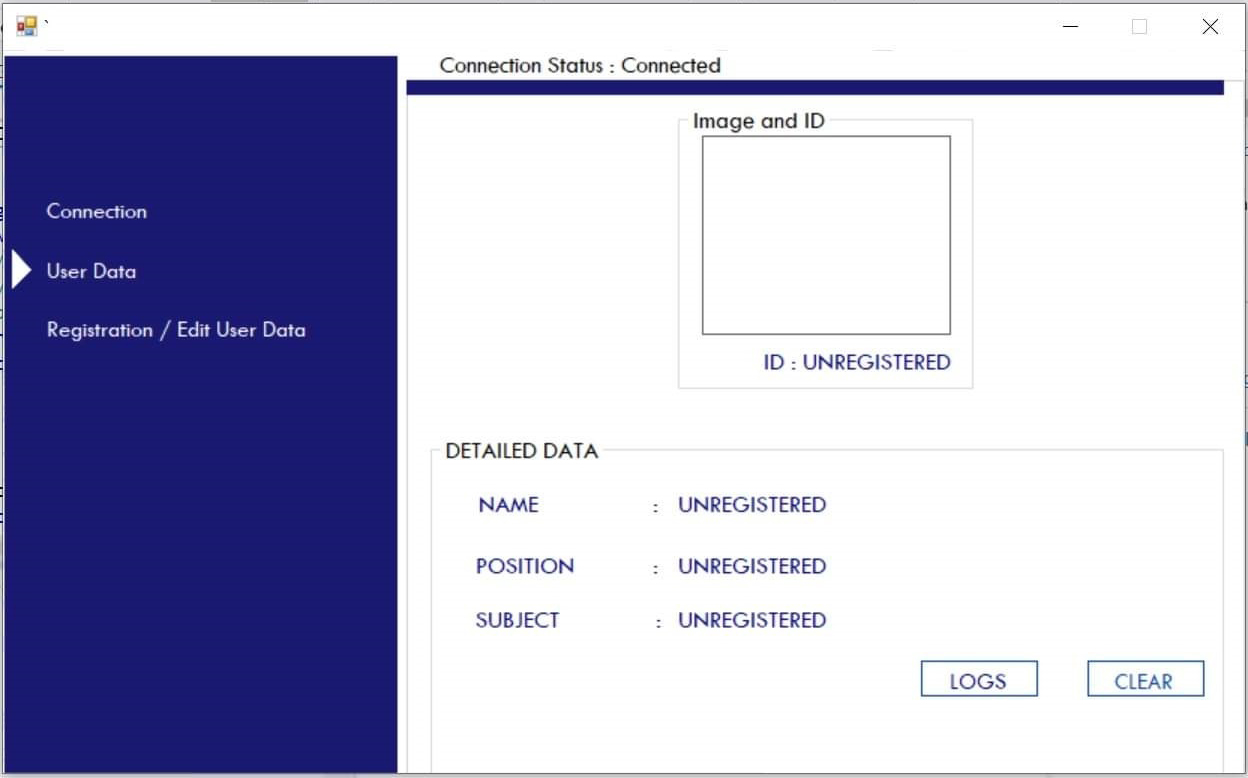 `
Connection Status : Connected
Connection
User Data
Registration / Edit User Data
Image and ID
ID : UNREGISTERED
DETAILED DATA
NAME : UNREGISTERED
POSITION : UNREGISTERED
SUBJECT : UNREGISTERED
LOGS CLEAR